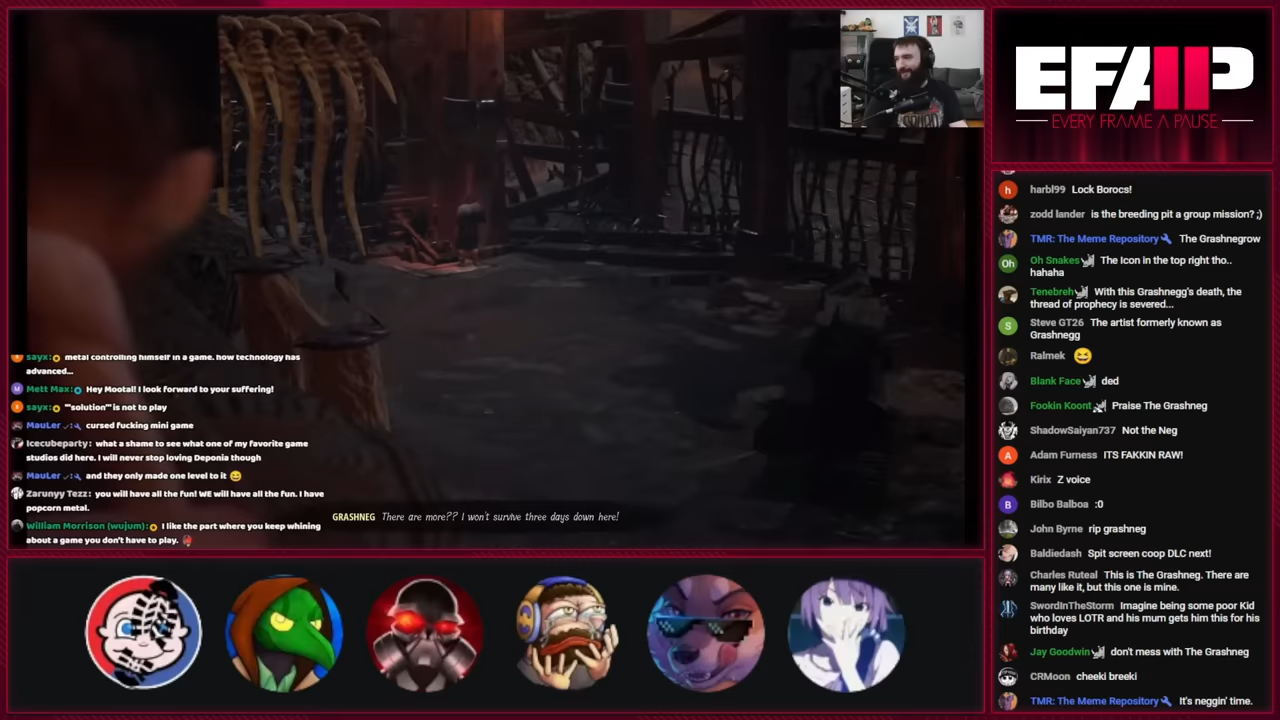 EFAP
EVERY FRAME A PAUSE
sayx: metal controlling himself in a game. how technology has
advanced...
Mett Max: Hey Mootal! I look forward to your suffering!
sayx: ""solution"" is not to play
MauLer cursed fucking mini game
Icecubeparty: what a shame to see what one of my favorite game
studios did here. I will never stop loving Deponia though
MauLer and they only made one level to it 😄
Zarunyy Tezz: you will have all the fun! WE will have all the fun. I have
popcorn metal.
William Morrison (wujum): I like the part where you keep whining
about a game you don't have to play.
GRASHNEG There are more?? I won't survive three days down here!
h
harbl99 Lock Borocs!
zodd lander is the breeding pit a group mission? ;)
TMR: The Meme Repository The Grashnegrow
Oh
Oh Snakes The Icon in the top right tho..
hahaha
Tenebreh With this Grashnegg's death, the
thread of prophecy is severed...
S
Steve GT26 The artist formerly known as
Grashnegg
Ralmek 😆
Blank Face ded
Fookin Koont Praise The Grashneg
ShadowSaiyan737 Not the Neg
A
Adam Furness ITS FAKKIN RAW!
Kirix Z voice
B
Bilbo Balboa :0
John Byrne rip grashneg
Baldiedash Spit screen coop DLC next!
Charles Ruteal This is The Grashneg. There are
many like it, but this one is mine.
SwordInTheStorm Imagine being some poor Kid
who loves LOTR and his mum gets him this for his
birthday
Jay Goodwin don't mess with The Grashneg
CRMoon cheeki breeki
TMR: The Meme Repository It's neggin' time.